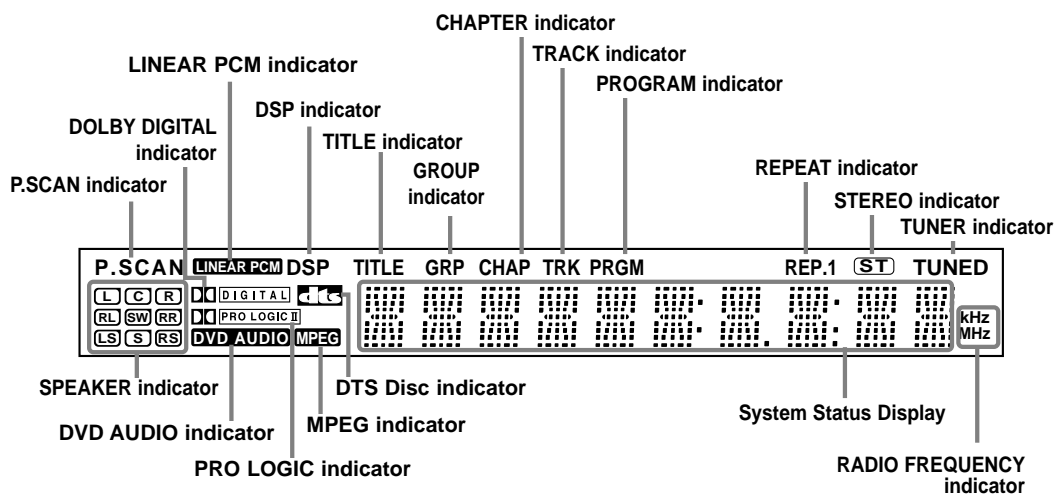 CHAPTER indicator
TRACK indicator
LINEAR PCM indicator
PROGRAM indicator
DSP indicator
DOLBY DIGITAL
indicator
TITLE indicator
GROUP
indicator
REPEAT indicator
P.SCAN indicator
STEREO indicator
TUNER indicator
P.SCAN LINEAR PCM DSP TITLE GRP CHAP TRK PRGM REP.1 ST TUNED
L C R DIGITAL dts
RL SW RR PRO LOGIC II kHz
LS S RS DVD AUDIO MPEG MHz
SPEAKER indicator
DTS Disc indicator
System Status Display
DVD AUDIO indicator
MPEG indicator
PRO LOGIC indicator
RADIO FREQUENCY
indicator